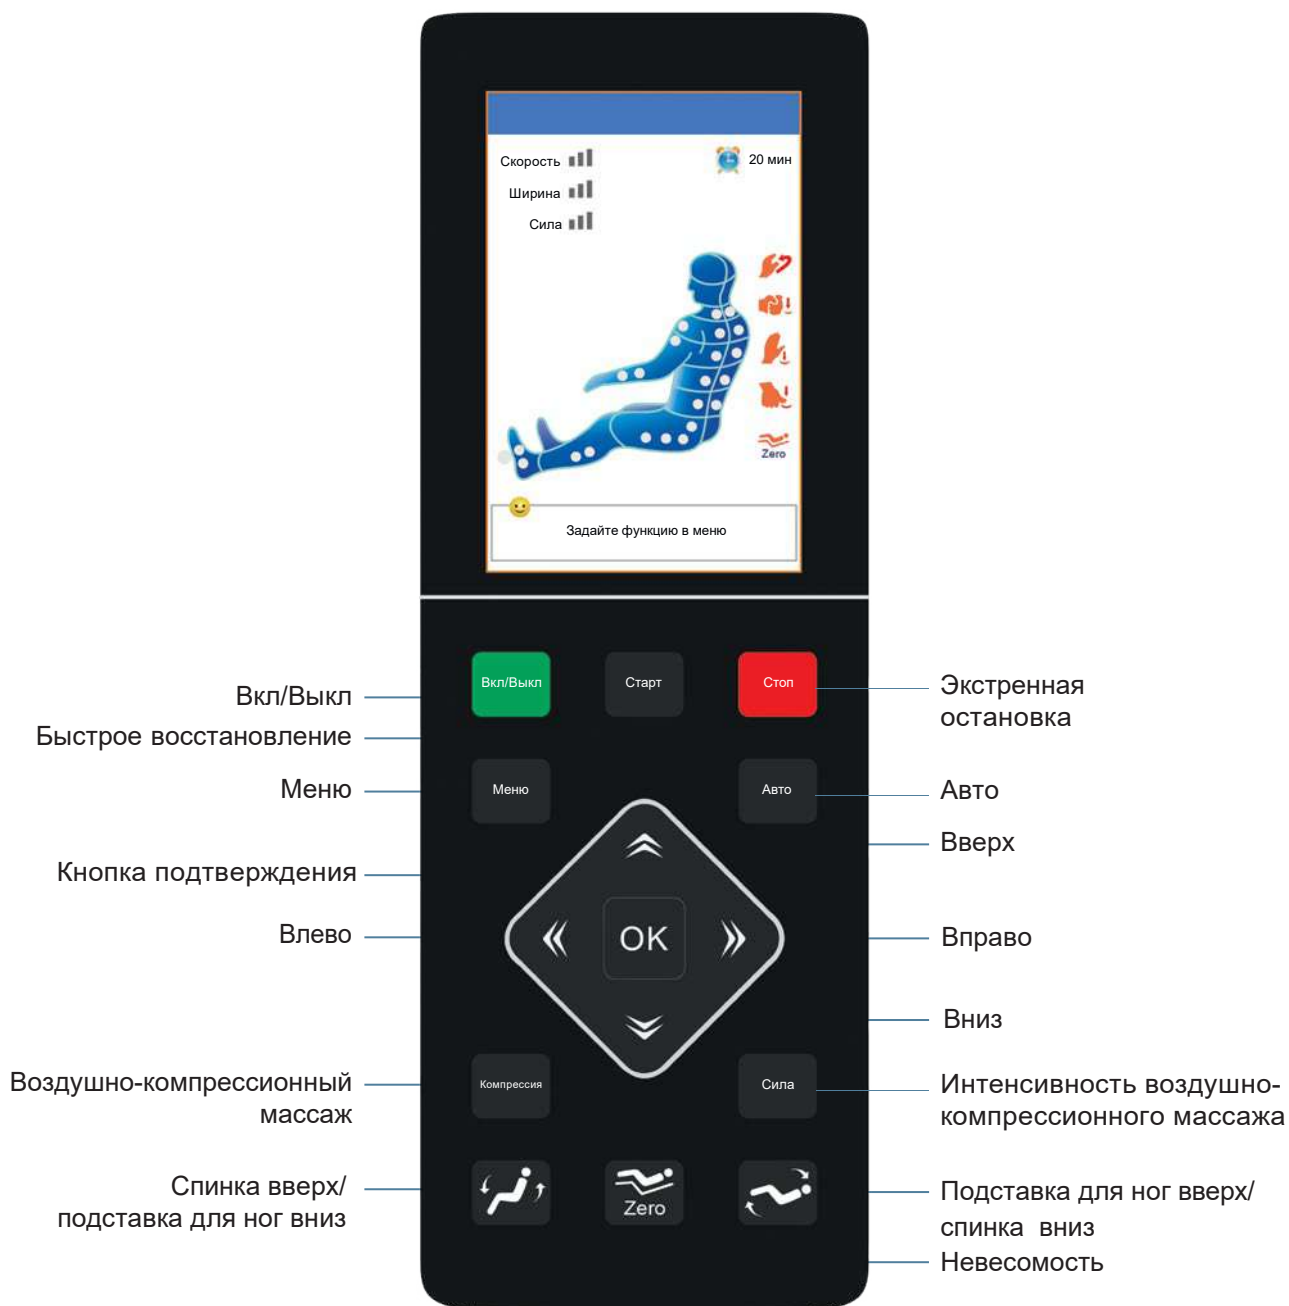 Скорость
20 мин
Ширина
Сила
Zero
Задайте функцию в меню
Вкл/Выкл
Старт
Стоп
Вкл/Выкл
Экстренная
остановка
Быстрое восстановление
Меню
Меню
Авто
Авто
Вверх
Кнопка подтверждения
Влево
OK
Вправо
Вниз
Воздушно-компрессионный
массаж
Компрессия
Сила
Интенсивность воздушно-
компрессионного массажа
Спинка вверх/
подставка для ног вниз
Zero
Подставка для ног вверх/
спинка вниз
Невесомость